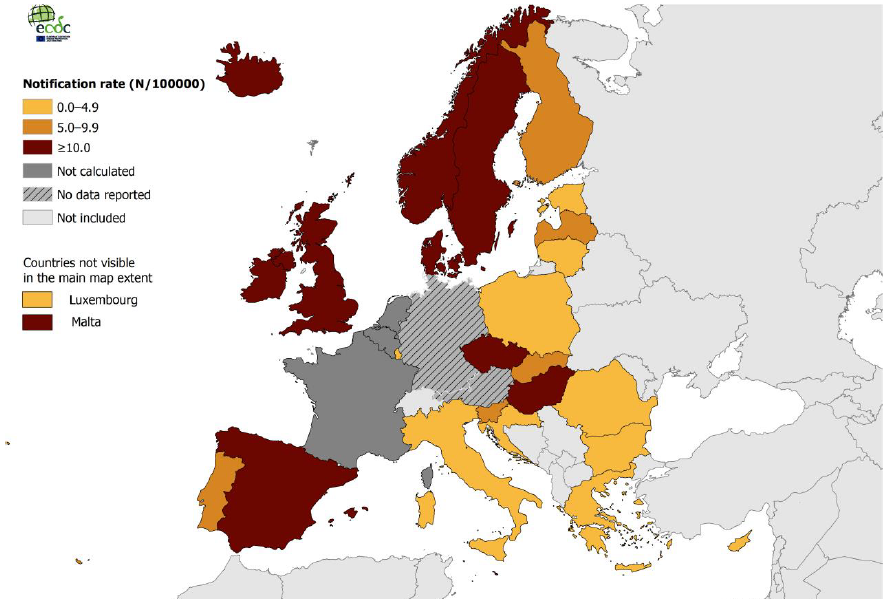 ecdc
Notification rate (N/100000)
0.0–4.9
5.0–9.9
≥10.0
Not calculated
No data reported
Not included
Countries not visible
in the main map extent
Luxembourg
Malta